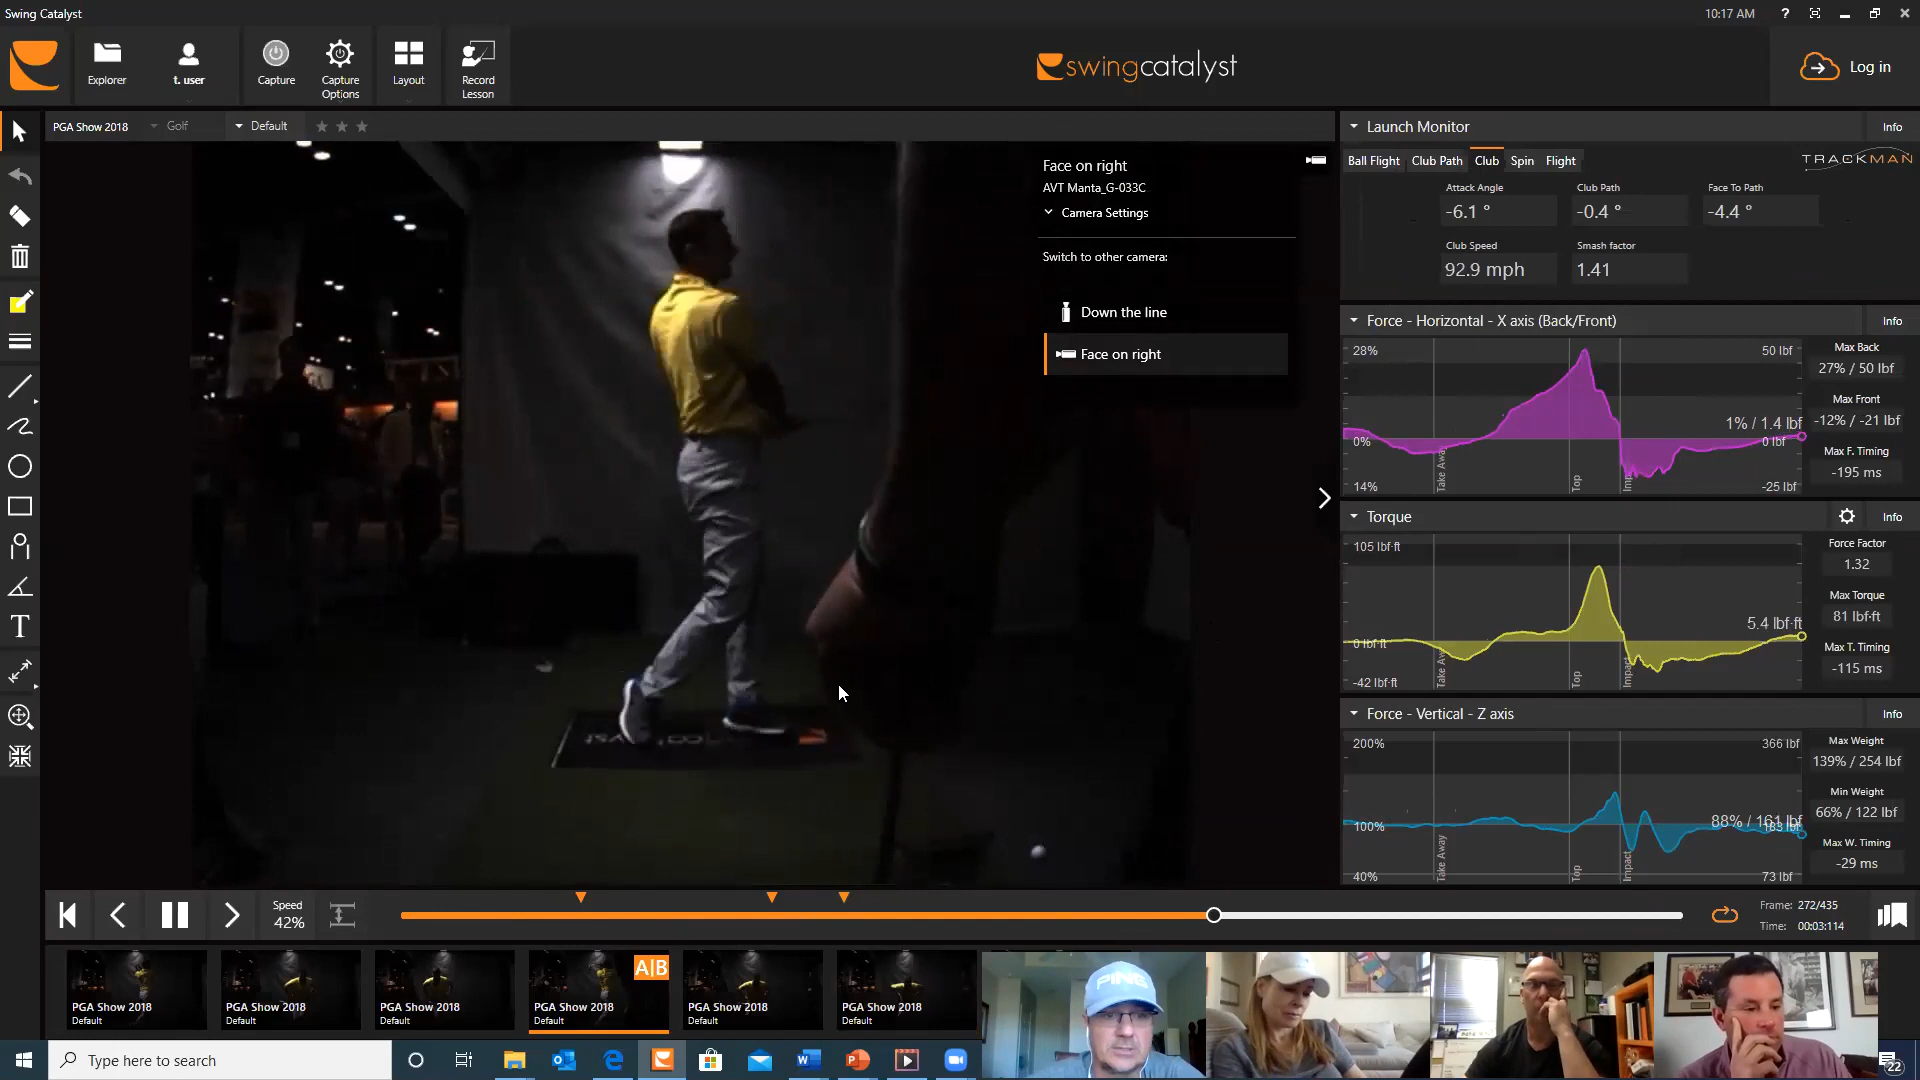 Swing Catalyst
10:17 AM
?
Explorer
t. user
Capture
Capture Options
Layout
Record Lesson
swingcatalyst
Log in
PGA Show 2018
Golf
Default
Face on right
AVT Manta_G-033C
Camera Settings
Switch to other camera:
Down the line
Face on right
Launch Monitor
Info
Ball Flight
Club Path
Club
Spin
Flight
TRACKMAN
Attack Angle
Club Path
Face To Path
-6.1 °
-0.4 °
-4.4 °
Club Speed
Smash factor
92.9 mph
1.41
Force - Horizontal - X axis (Back/Front)
Info
28%
50 lbf
0%
1% / 1.4 lbf
0 lbf
14%
-25 lbf
Take Away
Top
Max Back
27% / 50 lbf
Max Front
-12% / -21 lbf
Max F. Timing
-195 ms
Torque
Info
105 lbf·ft
5.4 lbf·ft
0 lbf·ft
-42 lbf·ft
Take Away
Top
Impact
Force Factor
1.32
Max Torque
81 lbf·ft
Max T. Timing
-115 ms
Force - Vertical - Z axis
Info
200%
366 lbf
100%
88% / 161 lbf
183 lbf
40%
73 lbf
Take Away
Top
Impact
Max Weight
139% / 254 lbf
Min Weight
66% / 122 lbf
Max W. Timing
-29 ms
Speed
42%
Frame: 272/435
Time: 00:03:114
PGA Show 2018
Default
PGA Show 2018
Default
PGA Show 2018
Default
A|B
PGA Show 2018
Default
PGA Show 2018
Default
PGA Show 2018
Default
PING
T
Type here to search
22